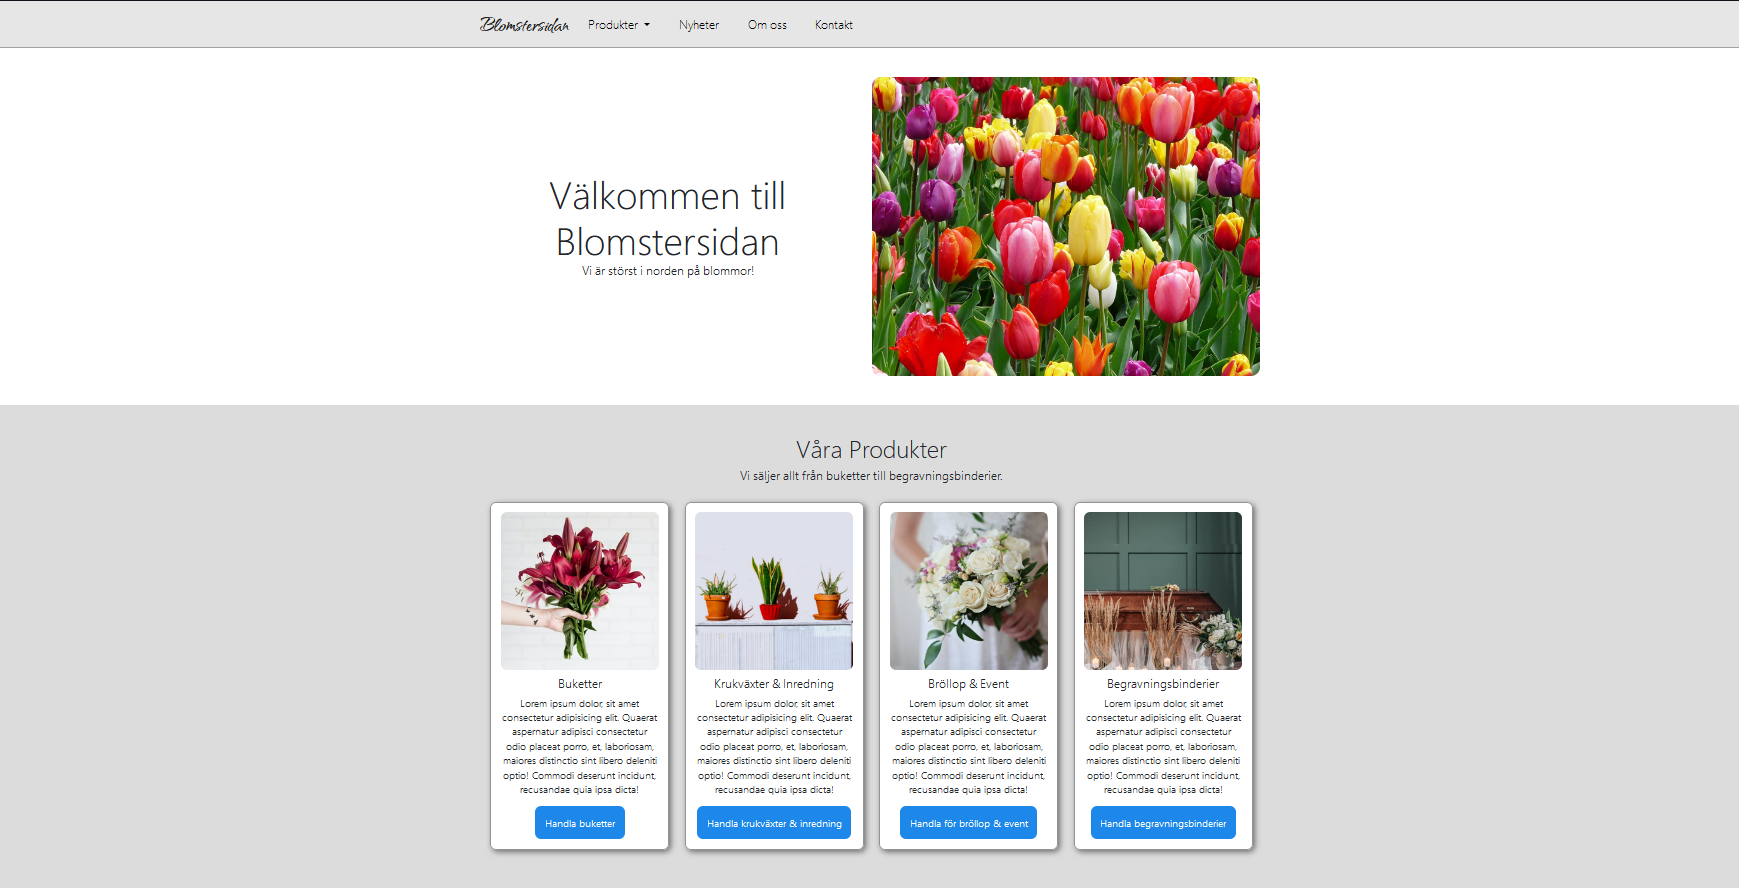 Blomstersidan Produkter Nyheter Om oss Kontakt
Välkommen till
Blomstersidan
Vi är störst i norden på blommor!
Våra Produkter
Vi säljer allt från buketter till begravningsbinderier.
Buketter
Lorem ipsum dolor, sit amet
consectetur adipisicing elit. Quaerat
aspernatur adipisci consectetur
odio placeat porro, et, laboriosam,
maiores distinctio sint libero deleniti
optio! Commodi deserunt incidunt,
recusandae quia ipsa dicta!
Handla buketter
Krukväxter & Inredning
Lorem ipsum dolor, sit amet
consectetur adipisicing elit. Quaerat
aspernatur adipisci consectetur
odio placeat porro, et, laboriosam,
maiores distinctio sint libero deleniti
optio! Commodi deserunt incidunt,
recusandae quia ipsa dicta!
Handla krukväxter & inredning
Bröllop & Event
Lorem ipsum dolor, sit amet
consectetur adipisicing elit. Quaerat
aspernatur adipisci consectetur
odio placeat porro, et, laboriosam,
maiores distinctio sint libero deleniti
optio! Commodi deserunt incidunt,
recusandae quia ipsa dicta!
Handla för bröllop & event
Begravningsbinderier
Lorem ipsum dolor, sit amet
consectetur adipisicing elit. Quaerat
aspernatur adipisci consectetur
odio placeat porro, et, laboriosam,
maiores distinctio sint libero deleniti
optio! Commodi deserunt incidunt,
recusandae quia ipsa dicta!
Handla begravningsbinderier